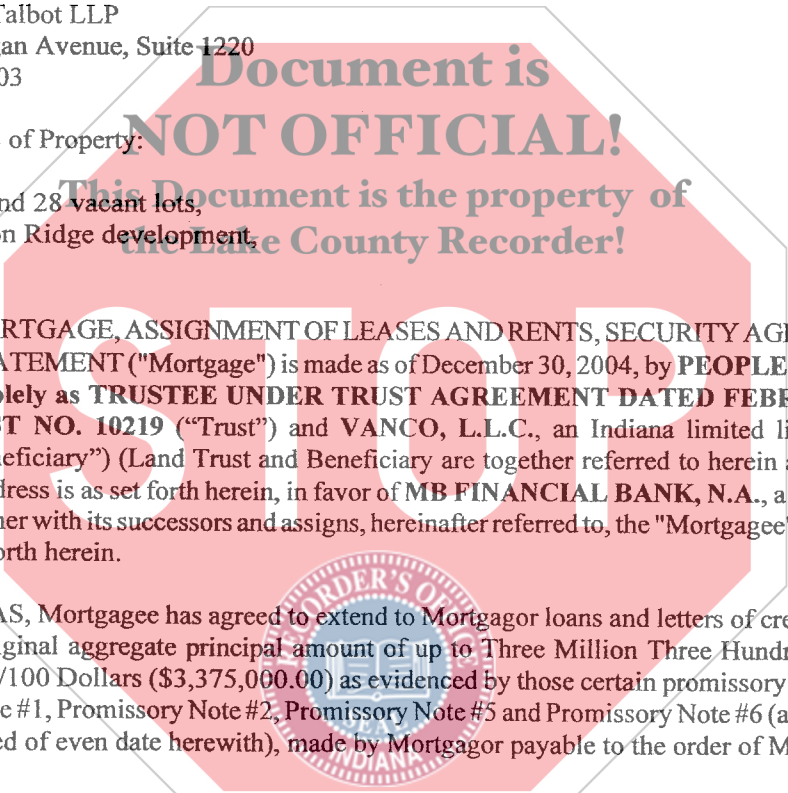 Talbot LLP
an Avenue, Suite 1220
03
Document is
NOT OFFICIAL!
of Property:
This Document is the property of
nd 28 vacant lots,
the Lake County Recorder!
n Ridge development,
STOP
RTGAGE, ASSIGNMENT OF LEASES AND RENTS, SECURITY AG
ATEMENT ("Mortgage") is made as of December 30, 2004, by PEOPLE
lely as TRUSTEE UNDER TRUST AGREEMENT DATED FEB
ST NO. 10219 (“Trust”) and VANCO, L.L.C., an Indiana limited li
neficiary”) (Land Trust and Beneficiary are together referred to herein
dress is as set forth herein, in favor of MB FINANCIAL BANK, N.A., a
her with its successors and assigns, hereinafter referred to, the "Mortgagee"
orth herein.
AS, Mortgagee has agreed to extend to Mortgagor loans and letters of cre
ginal aggregate principal amount of up to Three Million Three Hundr
/100 Dollars ($3,375,000.00) as evidenced by those certain promissory
e #1, Promissory Note #2, Promissory Note #5 and Promissory Note #6 (a
ed of even date herewith), made by Mortgagor payable to the order of M
RECORDER'S OFFICE
SEAL
INDIANA